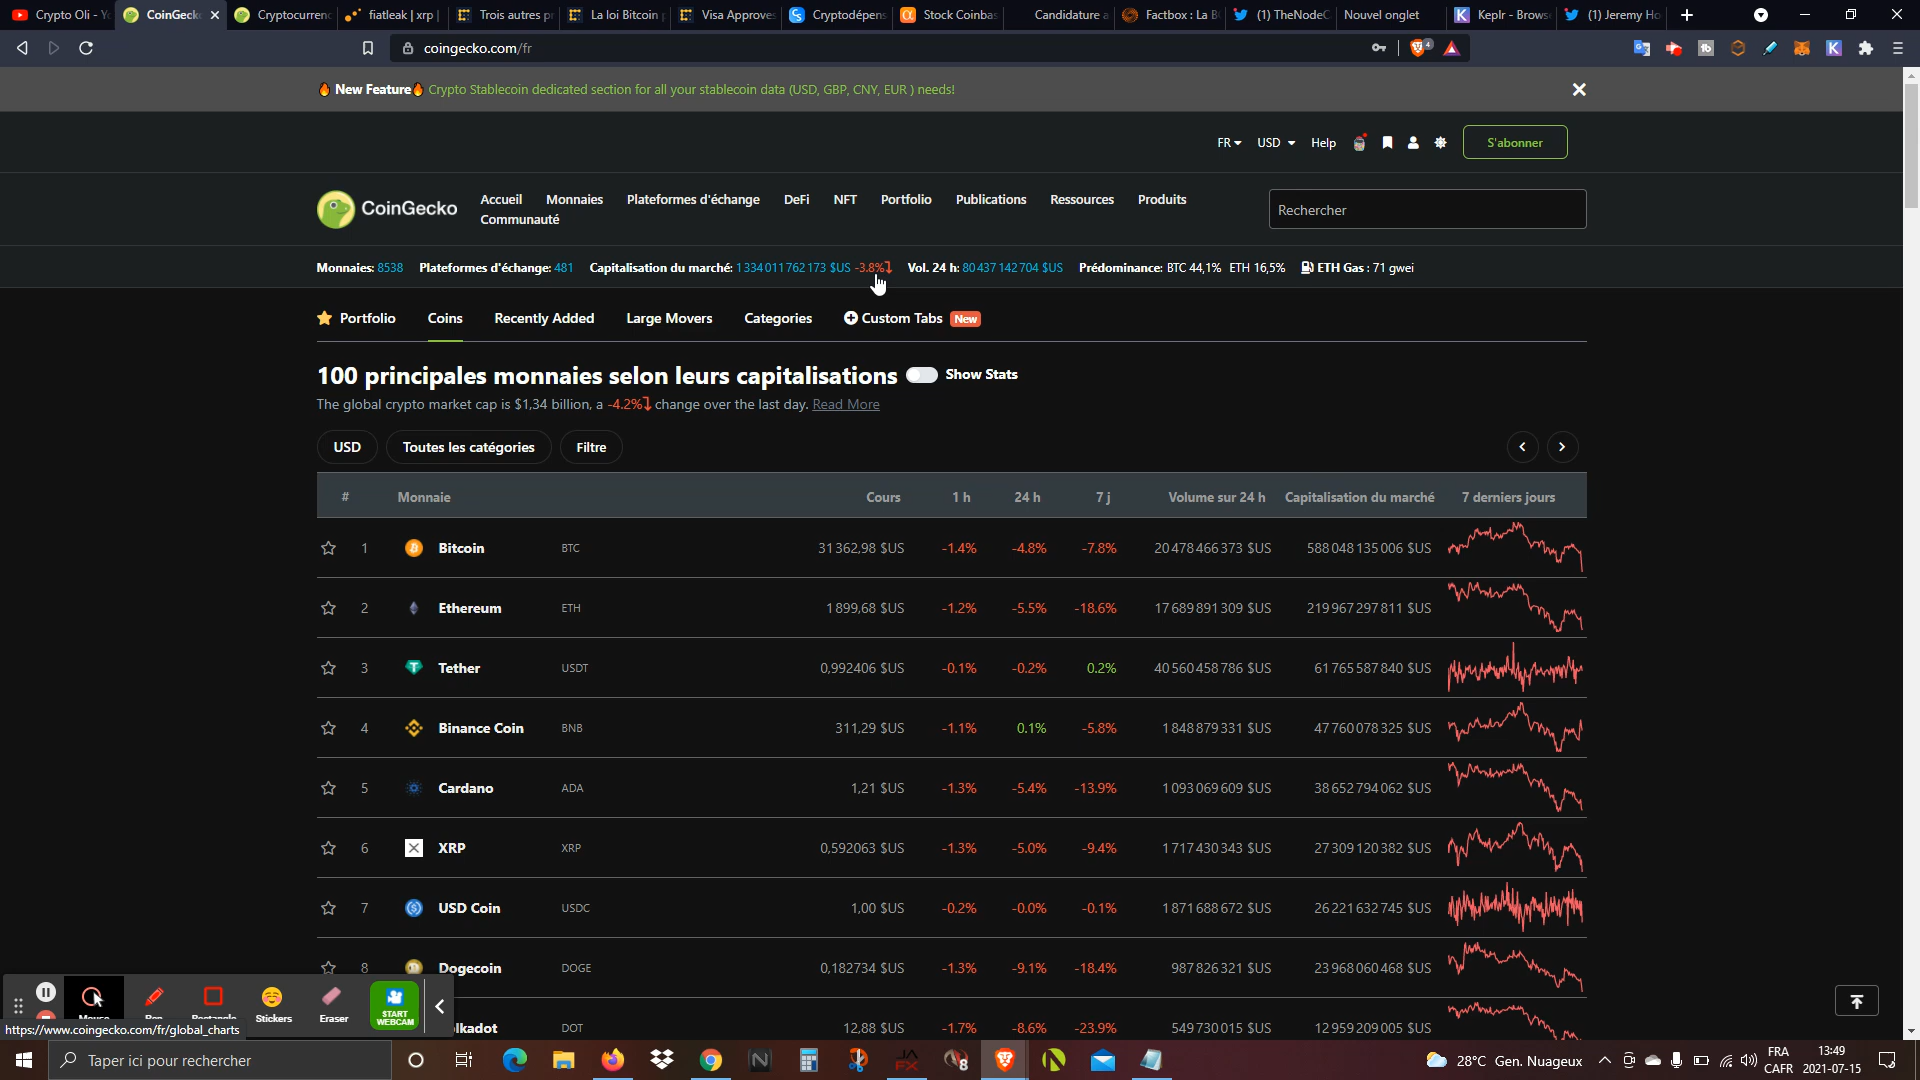 Crypto Oli - Y
CoinGeck
Cryptocurrenc
fiatleak | xrp |
Trois autres p
La loi Bitcoin p
Visa Approves
Cryptodépens
Stock Coinbas
Candidature a
Factbox : La B
(1) TheNodeC
Nouvel onglet
Keplr - Brows
(1) Jeremy Ho
coingecko.com/fr
4
New Feature Crypto Stablecoin dedicated section for all your stablecoin data (USD, GBP, CNY, EUR ) needs!
FR USD Help S'abonner
CoinGecko
Accueil Monnaies Plateformes d'échange DeFi NFT Portfolio Publications Ressources Produits
Communauté
Rechercher
Monnaies: 8538 Plateformes d'échange: 481 Capitalisation du marché: 1 334 011 762 173 $US -3.8% Vol. 24 h: 80 437 142 704 $US Prédominance: BTC 44,1% ETH 16,5% ETH Gas : 71 gwei
Portfolio Coins Recently Added Large Movers Categories Custom Tabs New
100 principales monnaies selon leurs capitalisations Show Stats
The global crypto market cap is $1,34 billion, a -4.2% change over the last day. Read More
USD Toutes les catégories Filtre
# Monnaie Cours 1 h 24 h 7 j Volume sur 24 h Capitalisation du marché 7 derniers jours
1 Bitcoin BTC 31 362,98 $US -1.4% -4.8% -7.8% 20 478 466 373 $US 588 048 135 006 $US
2 Ethereum ETH 1 899,68 $US -1.2% -5.5% -18.6% 17 689 891 309 $US 219 967 297 811 $US
3 Tether USDT 0,992406 $US -0.1% -0.2% 0.2% 40 560 458 786 $US 61 765 587 840 $US
4 Binance Coin BNB 311,29 $US -1.1% 0.1% -5.8% 1 848 879 331 $US 47 760 078 325 $US
5 Cardano ADA 1,21 $US -1.3% -5.4% -13.9% 1 093 069 609 $US 38 652 794 062 $US
6 XRP XRP 0,592063 $US -1.3% -5.0% -9.4% 1 717 430 343 $US 27 309 120 382 $US
7 USD Coin USDC 1,00 $US -0.2% -0.0% -0.1% 1 871 688 672 $US 26 221 632 745 $US
8 Dogecoin DOGE 0,182734 $US -1.3% -9.1% -18.4% 987 826 321 $US 23 968 060 468 $US
lkadot DOT 12,88 $US -1.7% -8.6% -23.9% 549 730 015 $US 12 959 209 005 $US
Stickers Eraser START WEBCAM
https://www.coingecko.com/fr/global_charts
Taper ici pour rechercher
28°C Gen. Nuageux
FRA
CAFR
13:49
2021-07-15